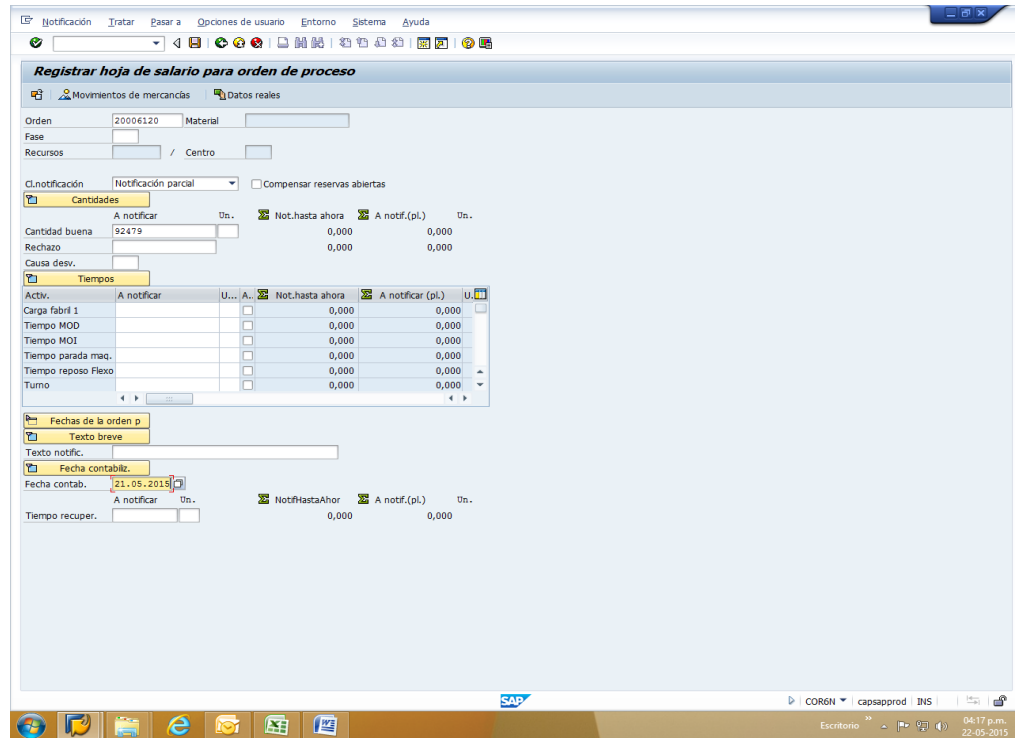 Notificación Tratar Pasar a Opciones de usuario Entorno Sistema Ayuda
Registrar hoja de salario para orden de proceso
Movimientos de mercancías Datos reales
Orden 20006120 Material
Fase
Recursos / Centro
Cl.notificación Notificación parcial Compensar reservas abiertas
Cantidades
A notificar Un. Not.hasta ahora A notif.(pl.) Un.
Cantidad buena 92479 0,000 0,000
Rechazo 0,000 0,000
Causa desv.
Tiempos
Activ. A notificar U... A.. Not.hasta ahora A notificar (pl.) U.
Carga fabril 1 0,000 0,000
Tiempo MOD 0,000 0,000
Tiempo MOI 0,000 0,000
Tiempo parada maq. 0,000 0,000
Tiempo reposo Flexo 0,000 0,000
Turno 0,000 0,000
Fechas de la orden p
Texto breve
Texto notific.
Fecha contabiliz.
Fecha contab. 21.05.2015
A notificar Un. NotifHastaAhor A notif.(pl.) Un.
Tiempo recuper. 0,000 0,000
SAP COR6N capsapprod INS
Escritorio » 04:17 p.m.
22-05-2015